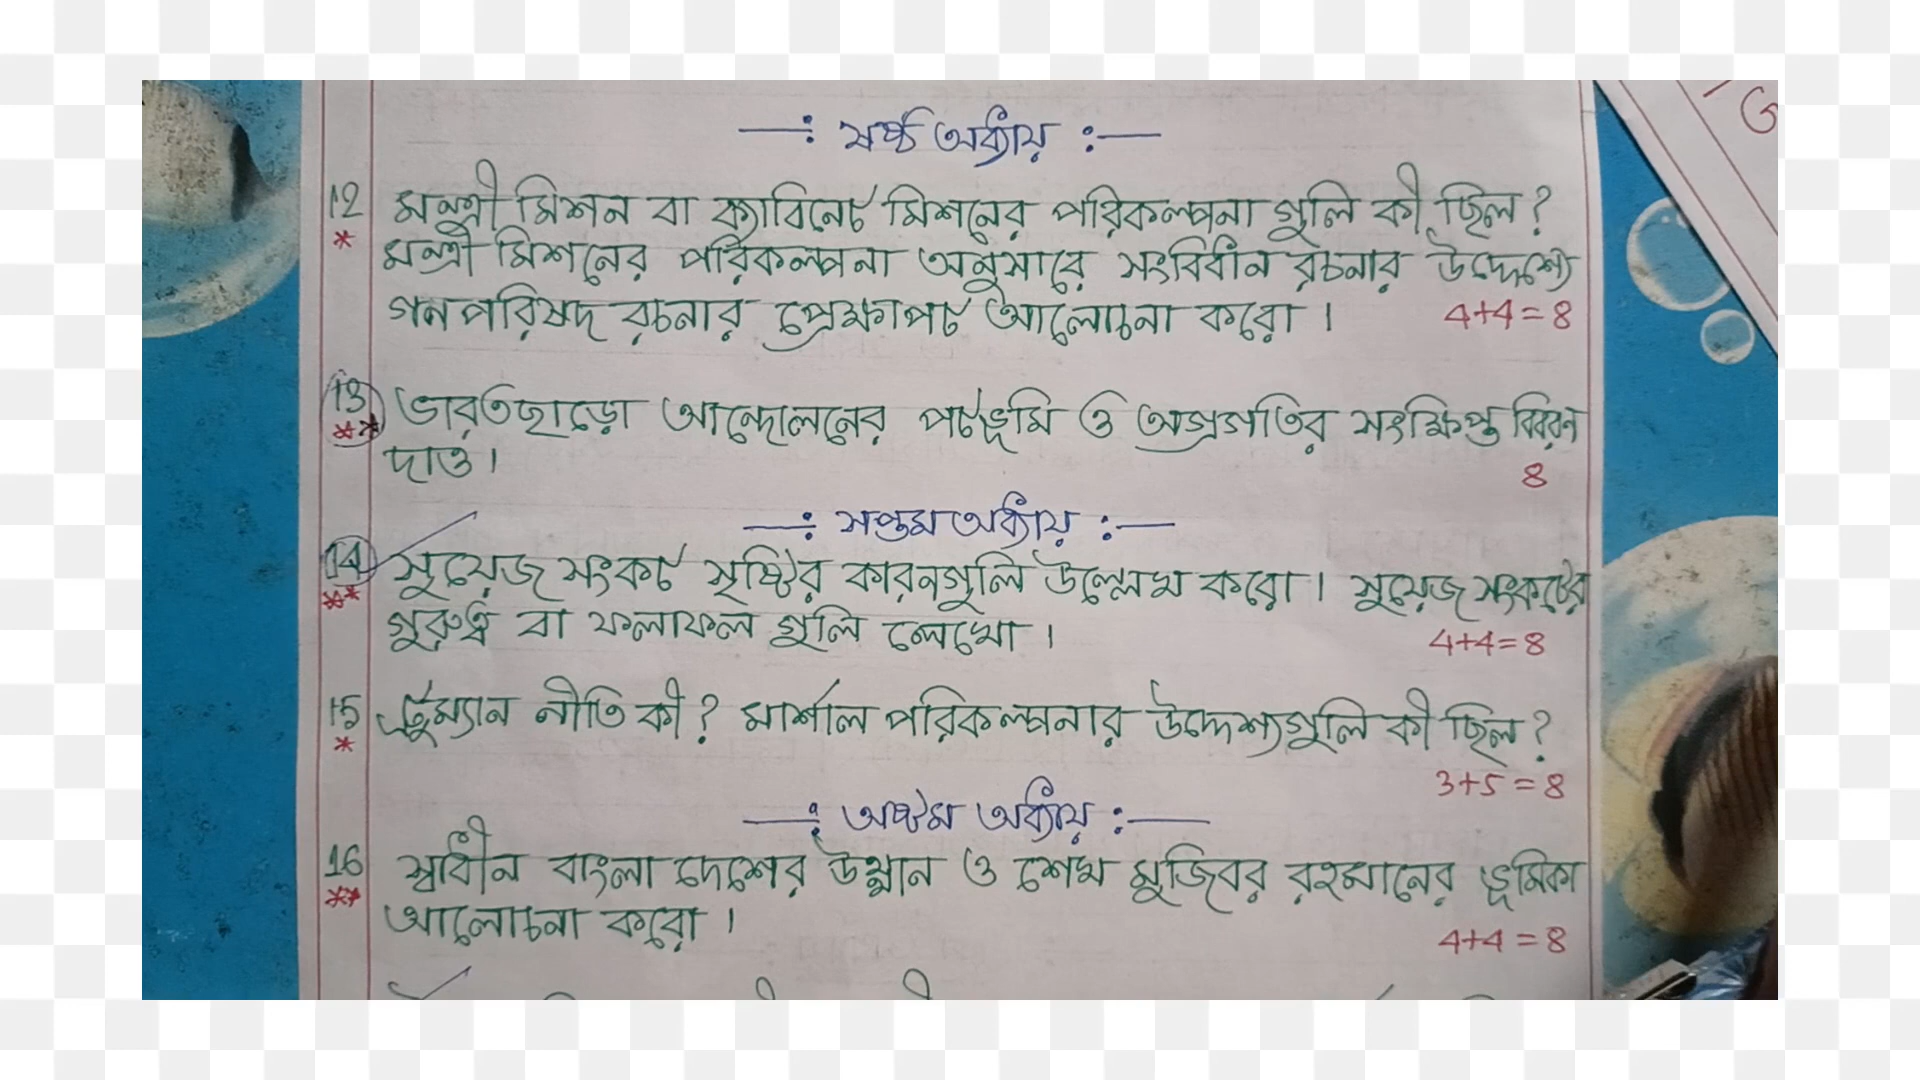 —: ষষ্ঠ অধ্যায় :—
12 মন্ত্রী মিশন বা ক্যাবিনেট মিশনের পরিকল্পনা গুলি কী ছিল?
* মন্ত্রী মিশনের পরিকল্পনা অনুসারে সংবিধান রচনার উদ্দেশ্যে
গনপরিষদ রচনার প্রেক্ষাপট আলোচনা করো। 4+4=8
13 ভারতছাড়ো আন্দোলনের পটভূমি ও অগ্রগতির সংক্ষিপ্ত বিবরন
** দাও। 8
—: সপ্তম অধ্যায় :—
14 সুয়েজ সংকট সৃষ্টির কারনগুলি উল্লেখ করো। সুয়েজ সংকটের
** গুরুত্ব বা ফলাফল গুলি লেখো। 4+4=8
15 ট্রুম্যান নীতি কী? মার্শাল পরিকল্পনার উদ্দেশ্যগুলি কী ছিল?
* 3+5=8
—: অষ্টম অধ্যায় :—
16 স্বাধীন বাংলা দেশের উত্থান ও শেখ মুজিবর রহমানের ভূমিকা
** আলোচনা করো। 4+4=8